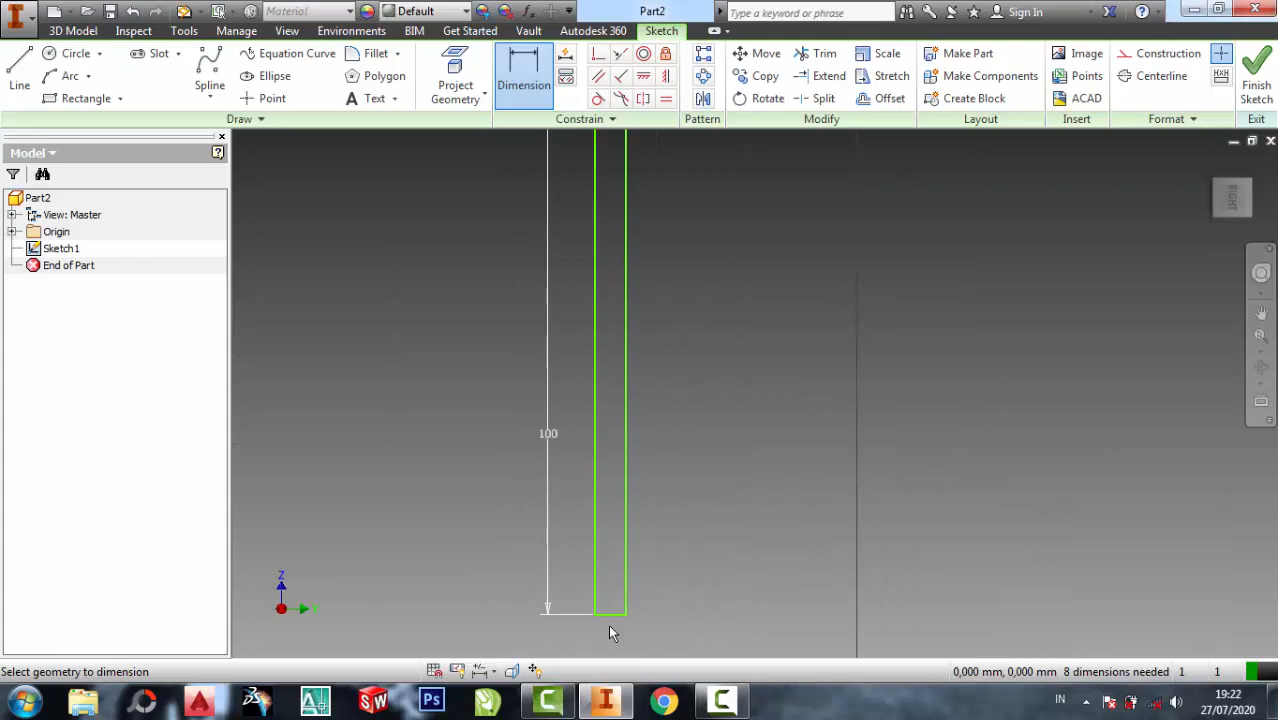 Material
Default
Part2
Type a keyword or phrase
Sign In
3D Model
Inspect
Manage
View
Environments
BIM
Get Started
Vault
Autodesk 360
Sketch
Line
Circle
Arc
Rectangle
Slot
Spline
Equation Curve
Ellipse
Point
Fillet
Polygon
Text
Dimension
Project Geometry
Move
Copy
Rotate
Trim
Extend
Split
Scale
Stretch
Offset
Make Part
Make Components
Create Block
Image
Points
ACAD
Construction
Centerline
Finish Sketch
Draw
Constrain
Pattern
Modify
Layout
Insert
Format
Exit
Model
Part2
View: Master
Origin
Sketch1
End of Part
RIGHT
100
Z
Y
Select geometry to dimension
0,000 mm, 0,000 mm
8 dimensions needed
1
1
Ps
IN
19:22
27/07/2020